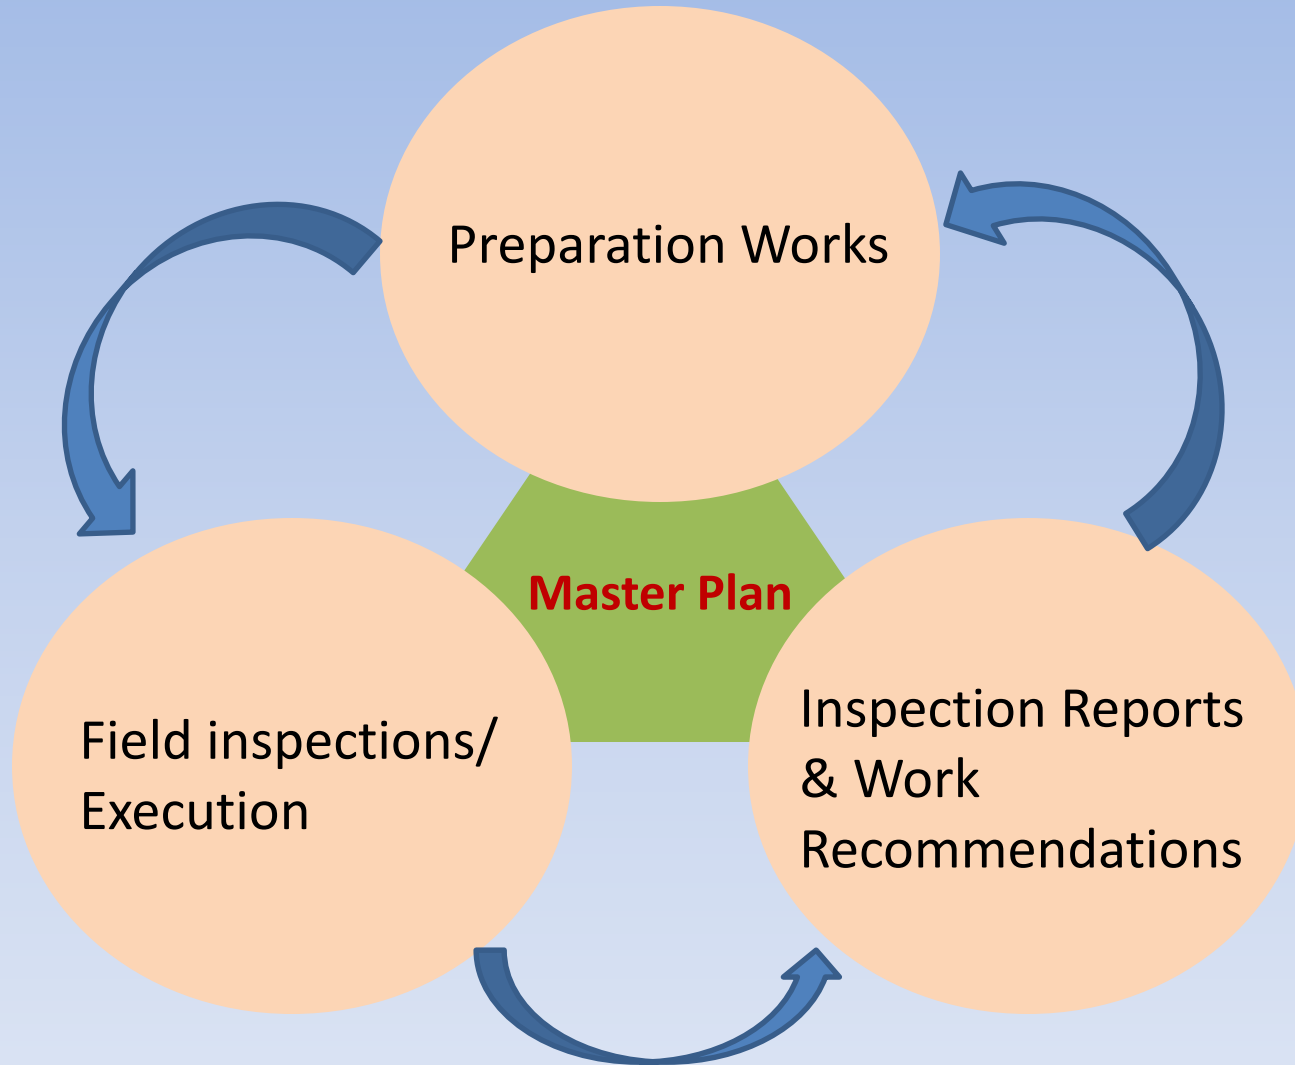 Preparation Works
Master Plan
Field inspections/
Execution
Inspection Reports
& Work
Recommendations